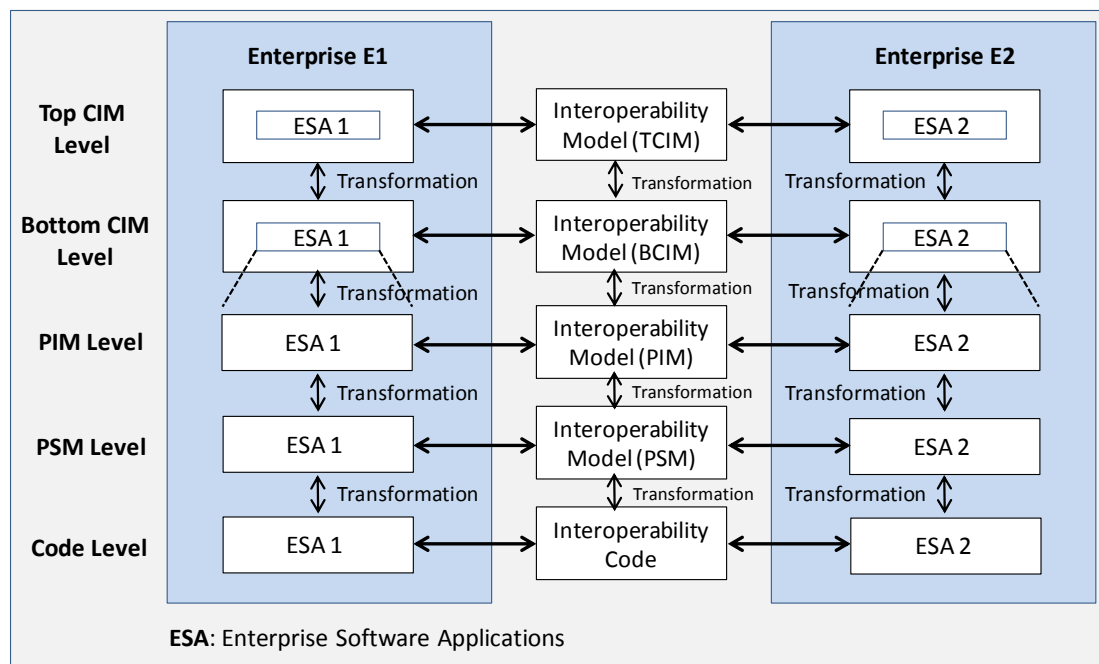 Enterprise E1
Enterprise E2
Top CIM
Level
ESA 1
Interoperability
Model (TCIM)
ESA 2
Transformation
Transformation
Transformation
Bottom CIM
Level
ESA 1
Interoperability
Model (BCIM)
ESA 2
Transformation
Transformation
Transformation
PIM Level
ESA 1
Interoperability
Model (PIM)
ESA 2
Transformation
Transformation
Transformation
PSM Level
ESA 1
Interoperability
Model (PSM)
ESA 2
Transformation
Transformation
Transformation
Code Level
ESA 1
Interoperability
Code
ESA 2
ESA: Enterprise Software Applications